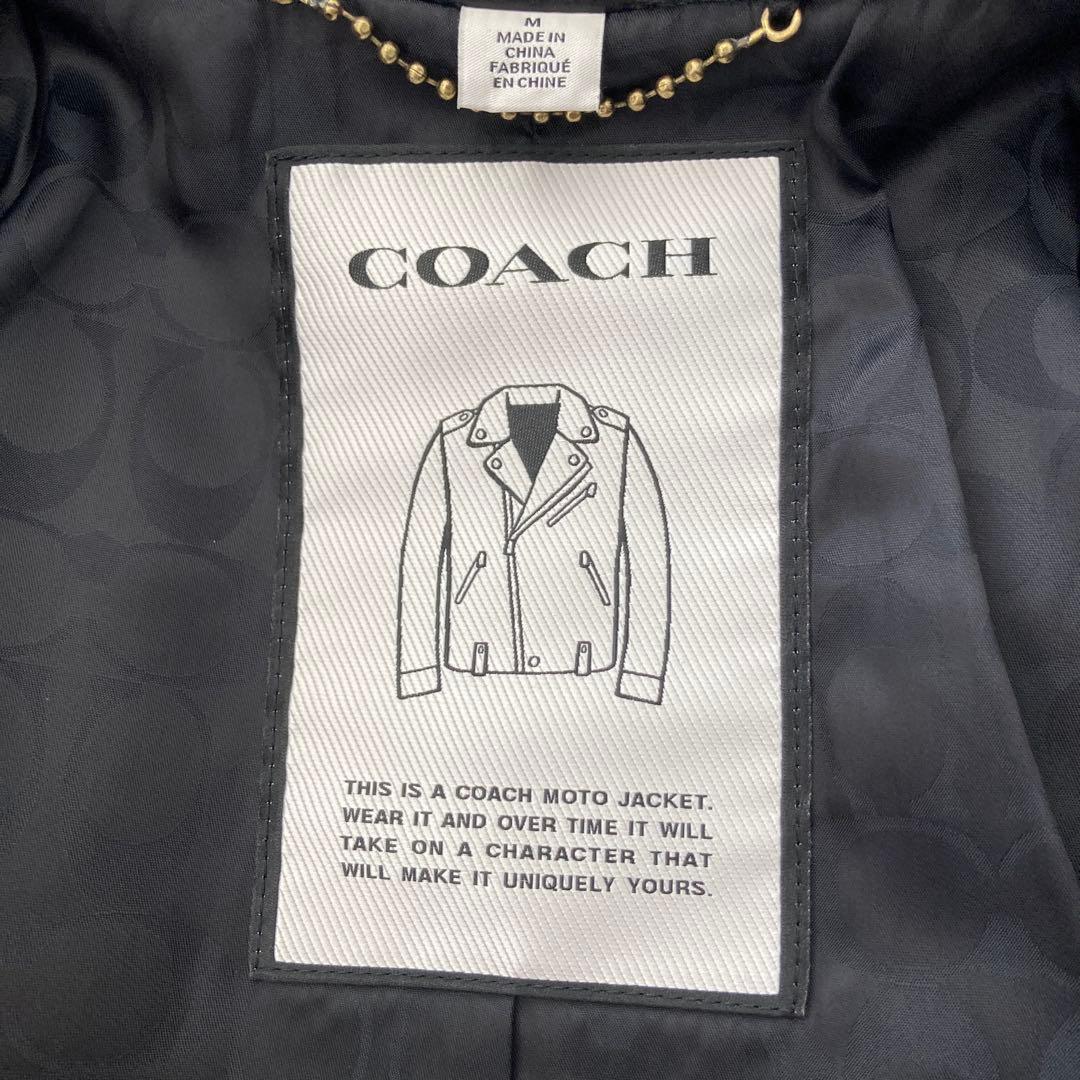 M
MADE IN
CHINA
FABRIQUÉ
EN CHINE
COACH
THIS IS A COACH MOTO JACKET.
WEAR IT AND OVER TIME IT WILL
TAKE ON A CHARACTER THAT
WILL MAKE IT UNIQUELY YOURS.